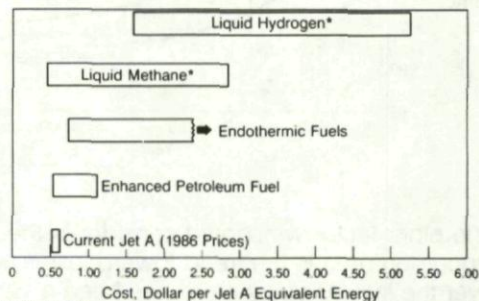 Liquid Hydrogen*
Liquid Methane*
Endothermic Fuels
Enhanced Petroleum Fuel
Current Jet A (1986 Prices)
0 0.50 1.00 1.50 2.00 2.50 3.00 3.50 4.00 4.50 5.00 5.50 6.00
Cost, Dollar per Jet A Equivalent Energy